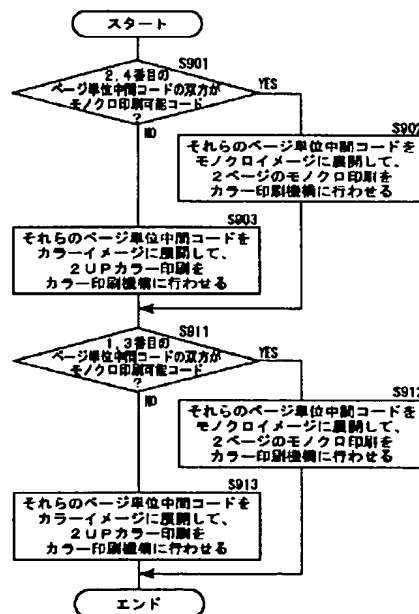 スタート
S901
2,4番目の
ページ単位中間コードの双方が
モノクロ印刷可能コード
?
YES
NO
S902
それらのページ単位中間コードを
モノクロイメージに展開して、
2ページのモノクロ印刷を
カラー印刷機構に行わせる
S903
それらのページ単位中間コードを
カラーイメージに展開して、
2UPカラー印刷を
カラー印刷機構に行わせる
S911
1,3番目の
ページ単位中間コードの双方が
モノクロ印刷可能コード
?
YES
NO
S912
それらのページ単位中間コードを
モノクロイメージに展開して、
2ページのモノクロ印刷を
カラー印刷機構に行わせる
S913
それらのページ単位中間コードを
カラーイメージに展開して、
2UPカラー印刷を
カラー印刷機構に行わせる
エンド